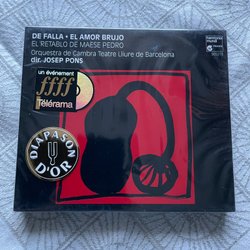 DE FALLA • EL AMOR BRUJO
EL RETABLO DE MAESE PEDRO
Orquestra de Cambra Teatre Lliure de Barcelona
dir. JOSEP PONS
harmonia
mundi
un événement
ffff
Télérama
DIAPASON
D'OR